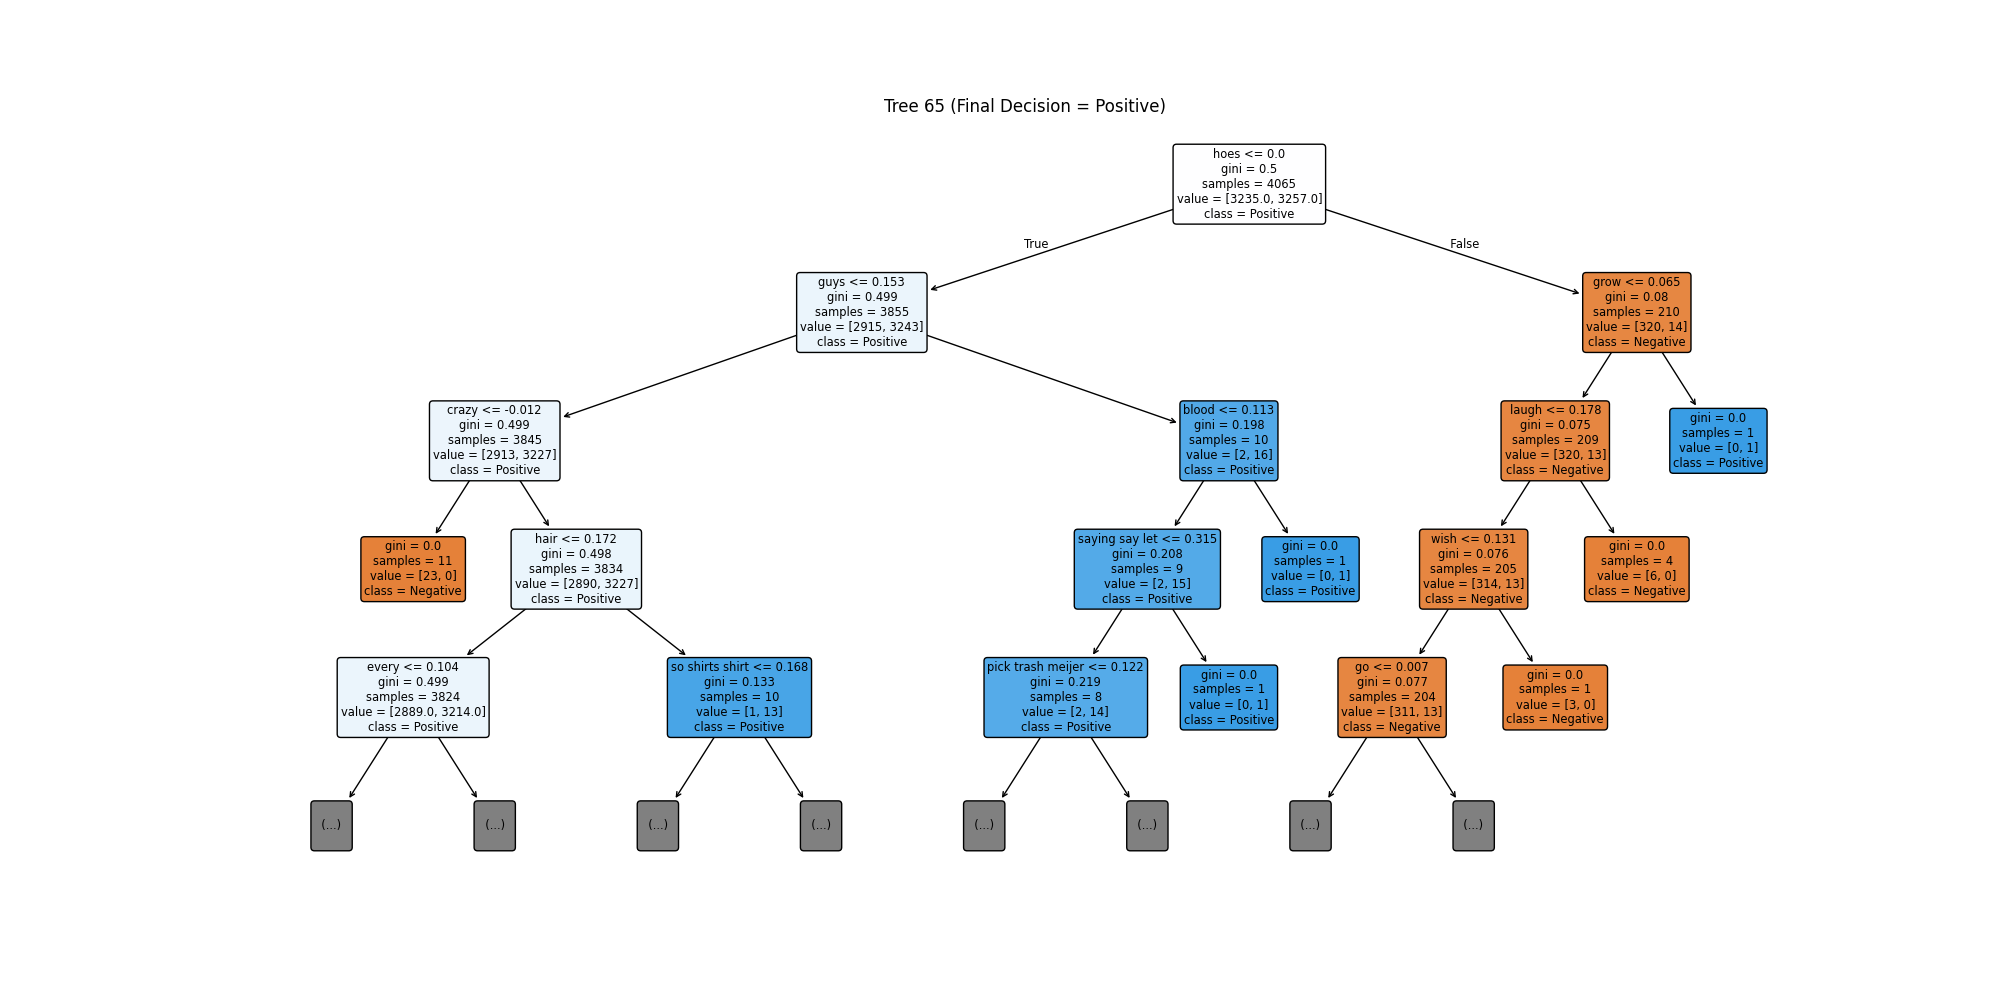 Tree 65 (Final Decision = Positive)
hoes <= 0.0
gini = 0.5
samples = 4065
value = [3235.0, 3257.0]
class = Positive
True
False
guys <= 0.153
gini = 0.499
samples = 3855
value = [2915, 3243]
class = Positive
grow <= 0.065
gini = 0.08
samples = 210
value = [320, 14]
class = Negative
crazy <= -0.012
gini = 0.499
samples = 3845
value = [2913, 3227]
class = Positive
blood <= 0.113
gini = 0.198
samples = 10
value = [2, 16]
class = Positive
laugh <= 0.178
gini = 0.075
samples = 209
value = [320, 13]
class = Negative
gini = 0.0
samples = 1
value = [0, 1]
class = Positive
gini = 0.0
samples = 11
value = [23, 0]
class = Negative
hair <= 0.172
gini = 0.498
samples = 3834
value = [2890, 3227]
class = Positive
saying say let <= 0.315
gini = 0.208
samples = 9
value = [2, 15]
class = Positive
gini = 0.0
samples = 1
value = [0, 1]
class = Positive
wish <= 0.131
gini = 0.076
samples = 205
value = [314, 13]
class = Negative
gini = 0.0
samples = 4
value = [6, 0]
class = Negative
every <= 0.104
gini = 0.499
samples = 3824
value = [2889.0, 3214.0]
class = Positive
so shirts shirt <= 0.168
gini = 0.133
samples = 10
value = [1, 13]
class = Positive
pick trash meijer <= 0.122
gini = 0.219
samples = 8
value = [2, 14]
class = Positive
gini = 0.0
samples = 1
value = [0, 1]
class = Positive
go <= 0.007
gini = 0.077
samples = 204
value = [311, 13]
class = Negative
gini = 0.0
samples = 1
value = [3, 0]
class = Negative
(...)
(...)
(...)
(...)
(...)
(...)
(...)
(...)